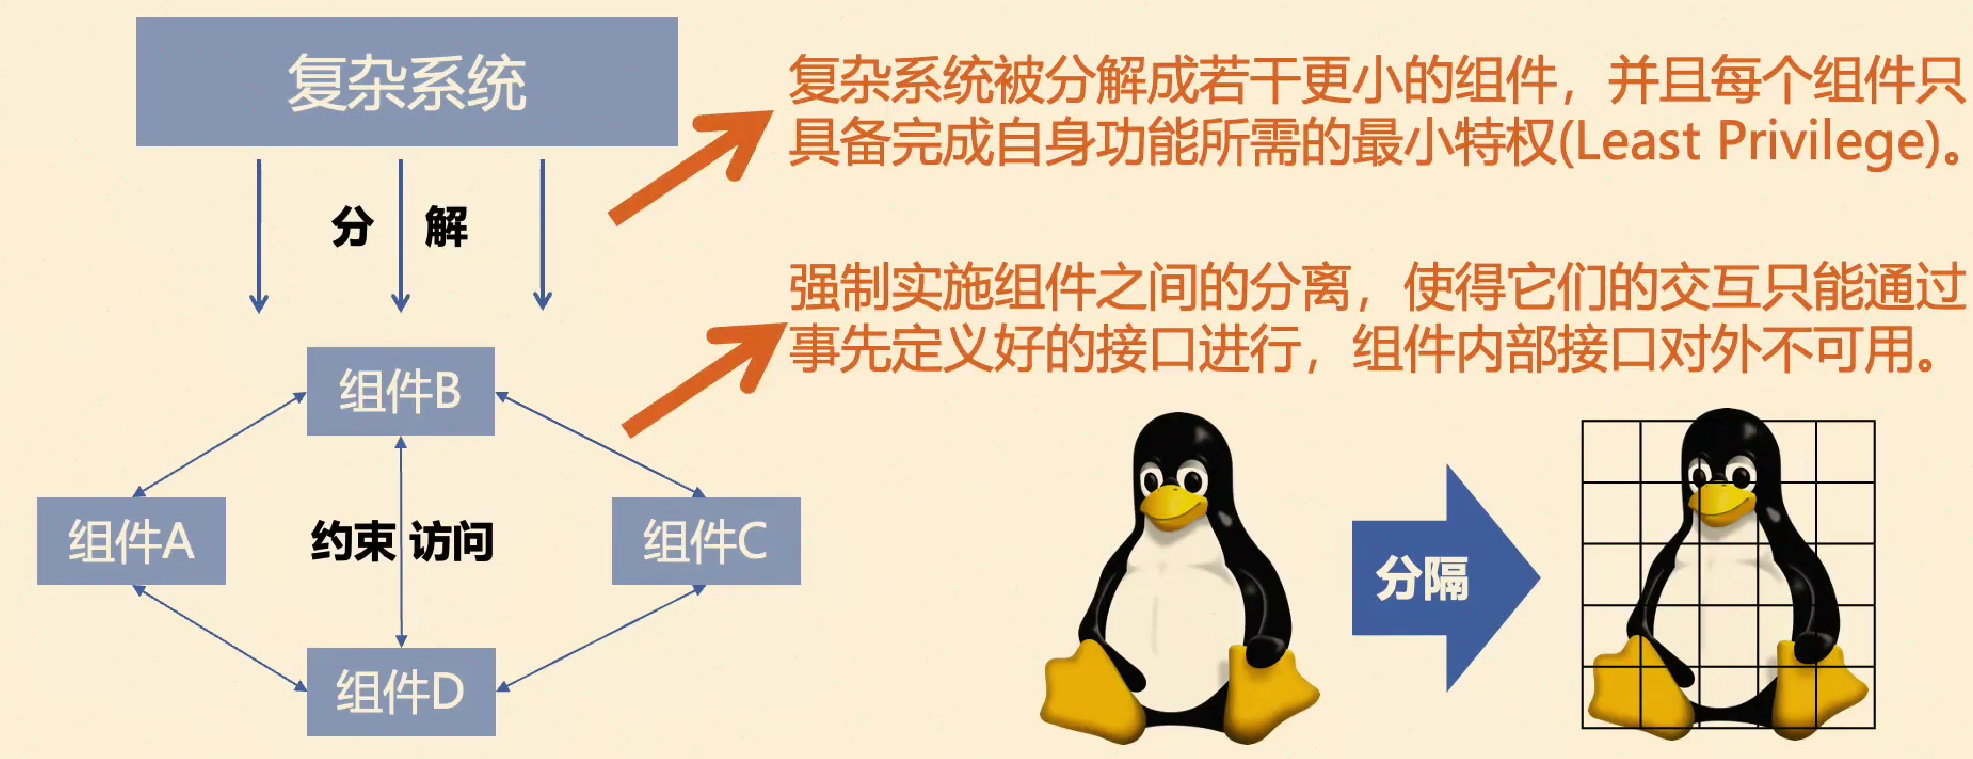 复杂系统
复杂系统被分解成若干更小的组件，并且每个组件只
具备完成自身功能所需的最小特权(Least Privilege)。
分 解
强制实施组件之间的分离，使得它们的交互只能通过
事先定义好的接口进行，组件内部接口对外不可用。
组件B
组件A
约束 访问
组件C
组件D
分隔